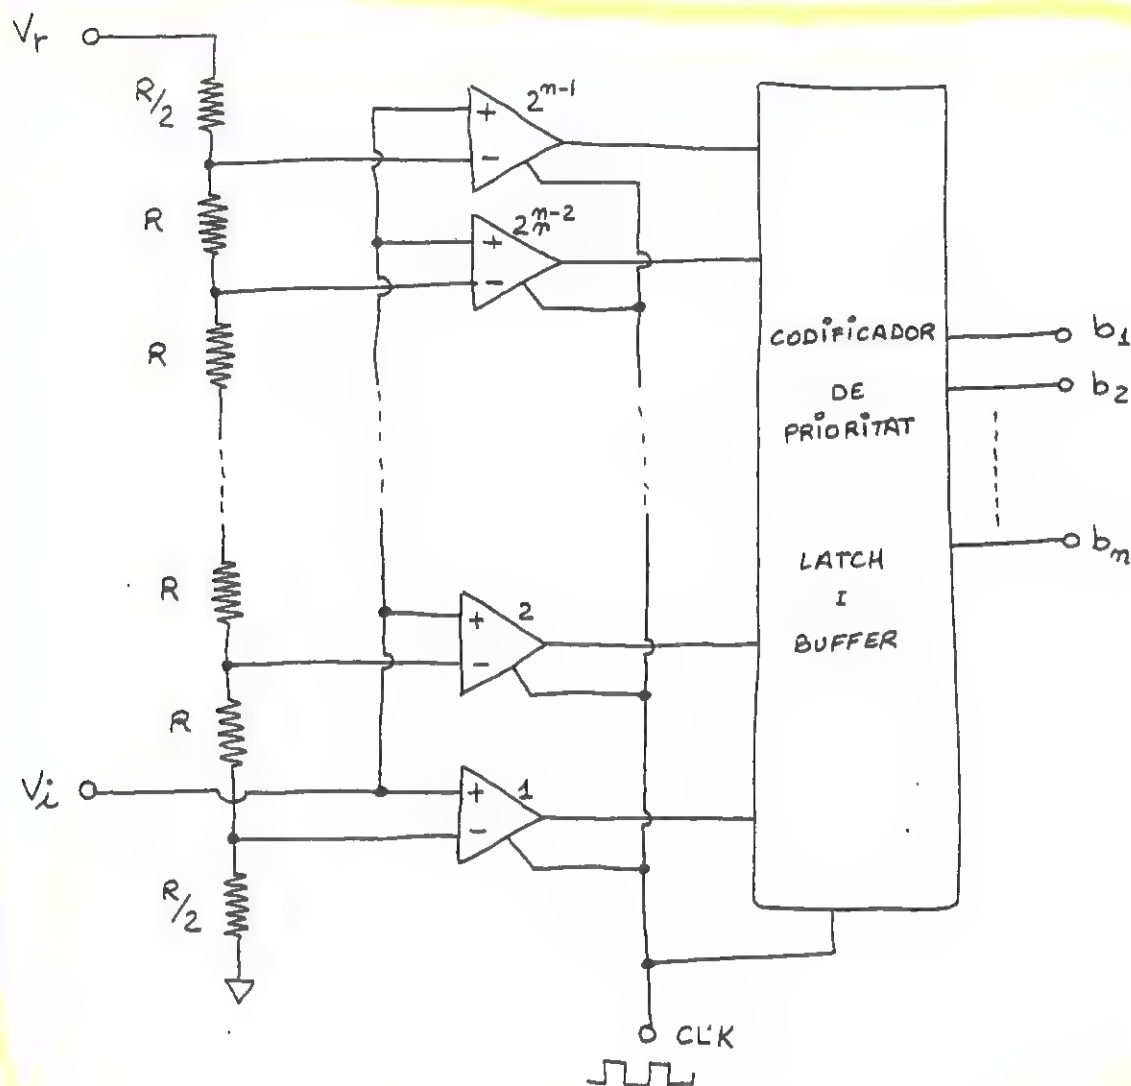 Vr
R/2
2^n-1
+
-
R
2^n-2
n
+
-
R
CODIFICADOR
DE
PRIORITAT
b1
b2
LATCH
I
BUFFER
bn
R
2
+
-
R
Vi
1
+
-
R/2
CLK